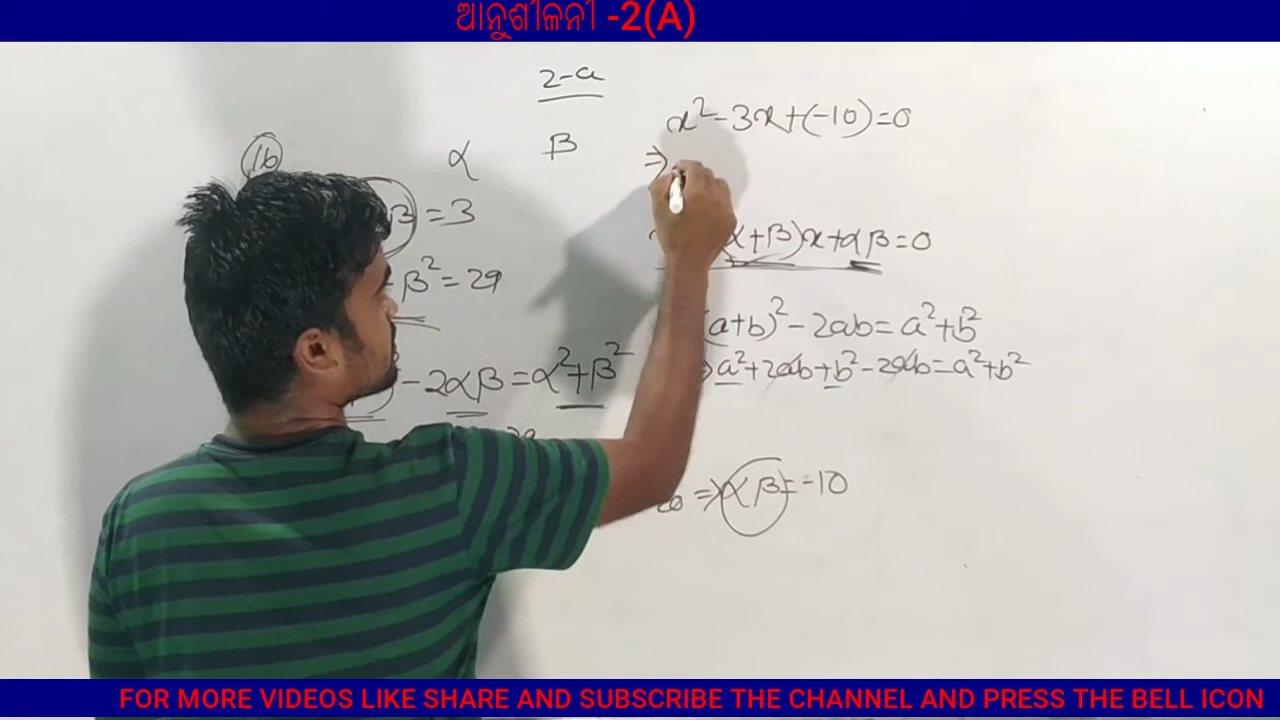 ଆନୁଶୀଳନୀ -2(A)
2-a
x² - 3x + (-10) = 0
16
α
β
⇒
β = 3
(α+β)x + αβ = 0
β² = 29
(a+b)² - 2ab = a² + b²
- 2αβ = α² + β²
a² + 2ab + b² - 2ab = a² + b²
⇒ αβ = -10
FOR MORE VIDEOS LIKE SHARE AND SUBSCRIBE THE CHANNEL AND PRESS THE BELL ICON